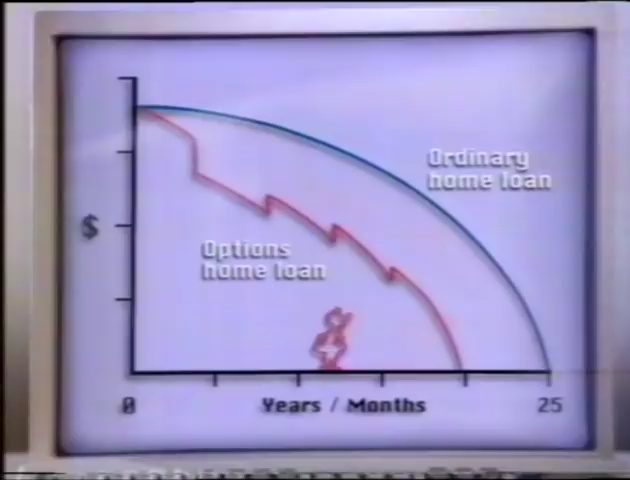 Ordinary
home loan
$
Options
home loan
0
Years / Months
25